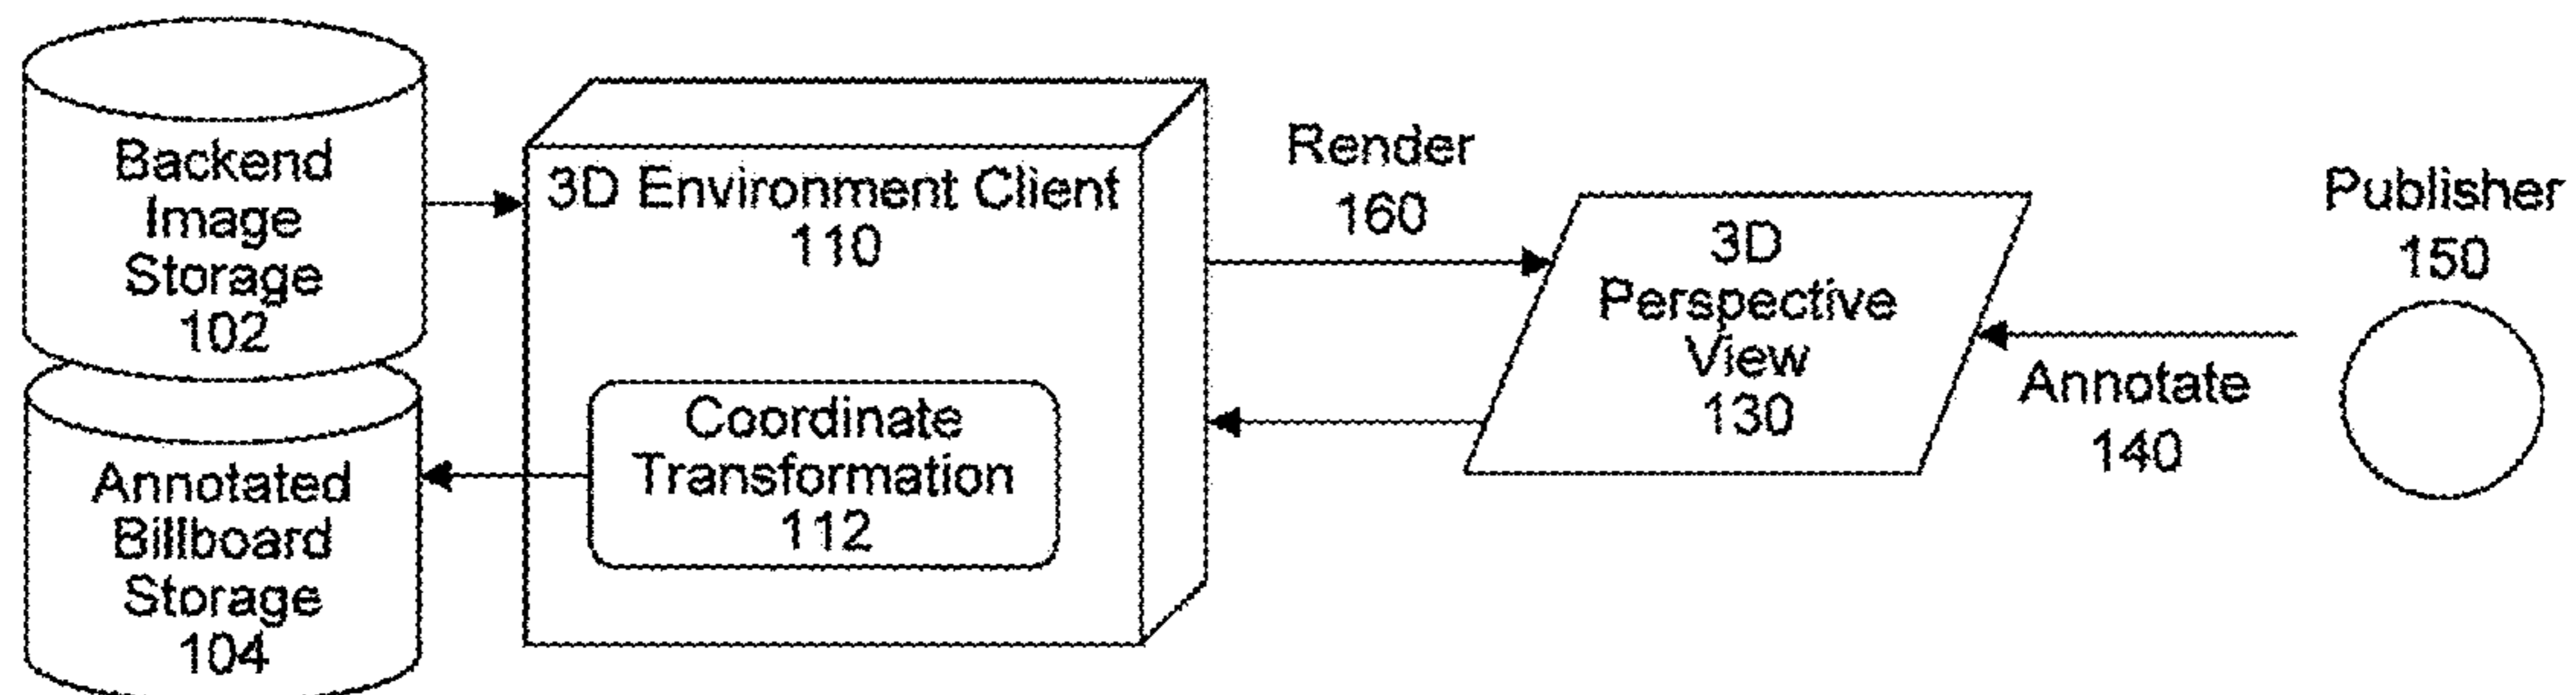 Backend
Image
Storage
102
Annotated
Billboard
Storage
104
3D Environment Client
110
Coordinate
Transformation
112
Render
160
3D
Perspective
View
130
Annotate
140
Publisher
150